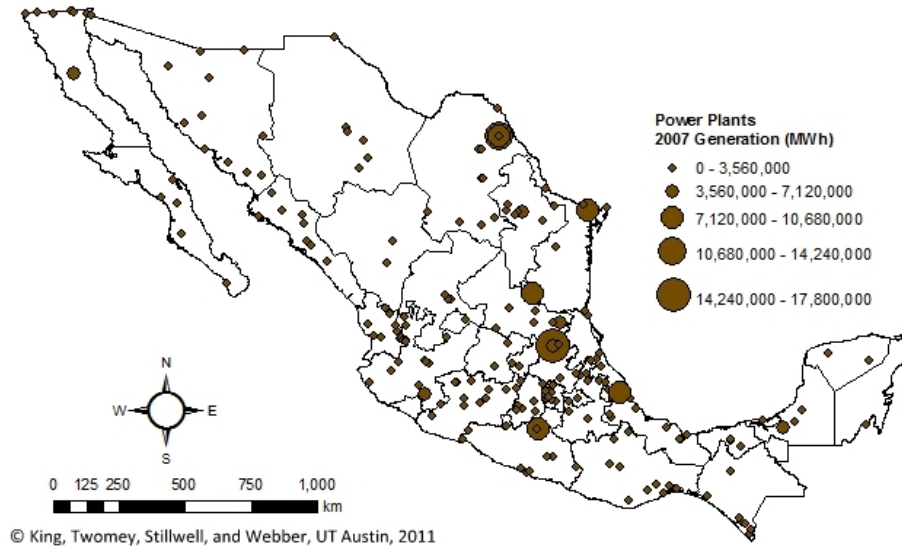 Power Plants
2007 Generation (MWh)
0 - 3,560,000
3,560,000 - 7,120,000
7,120,000 - 10,680,000
10,680,000 - 14,240,000
14,240,000 - 17,800,000
N
W E
S
0 125 250 500 750 1,000
km
© King, Twomey, Stillwell, and Webber, UT Austin, 2011